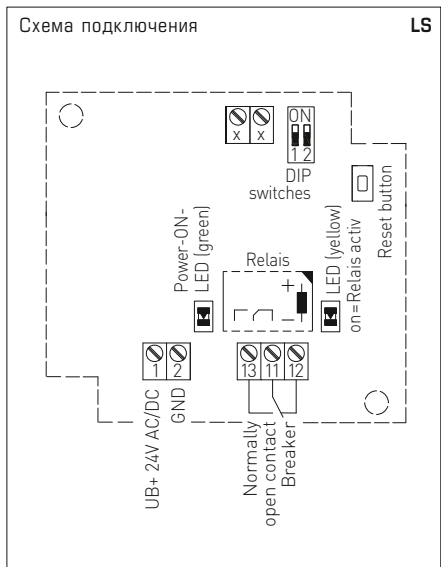 Схема подключения
LS
x x
ON
1 2
DIP
switches
Reset button
Power-ON-
LED (green)
Relais
+
–
LED (yellow)
on=Relais activ
1 2
13 11 12
UB+ 24V AC/DC
GND
Normally
open contact
Breaker